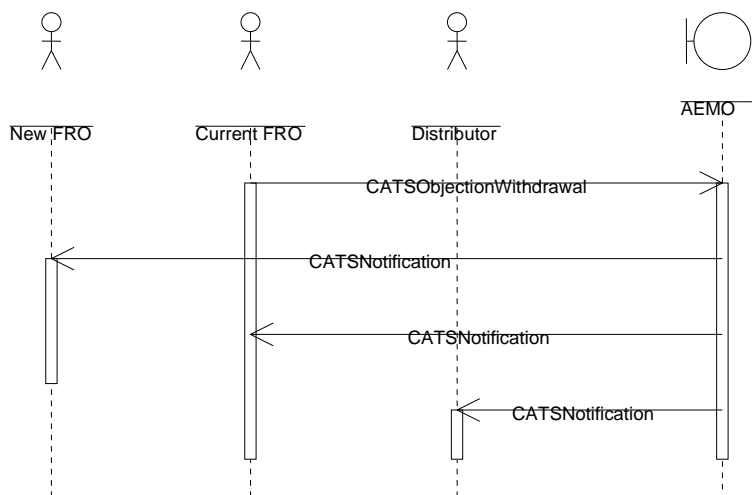 AEMO
New FRO
Current FRO
Distributor
CATSObjectionWithdrawal
CATSNotification
CATSNotification
CATSNotification